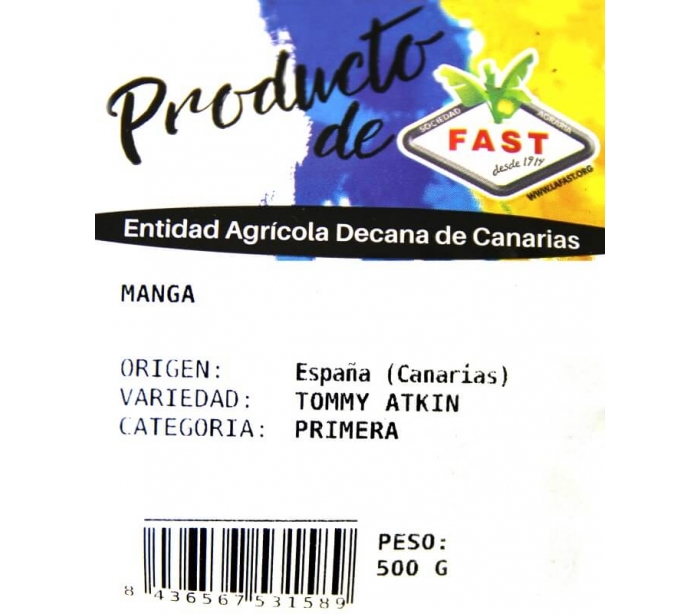 Producto
de
SOCIEDAD AGRARIA
FAST
desde 1914
WWW.LAFAST.ORG
Entidad Agrícola Decana de Canarias
MANGA
ORIGEN: España (Canarias)
VARIEDAD: TOMMY ATKIN
CATEGORIA: PRIMERA
PESO:
500 G
8 436567 531589